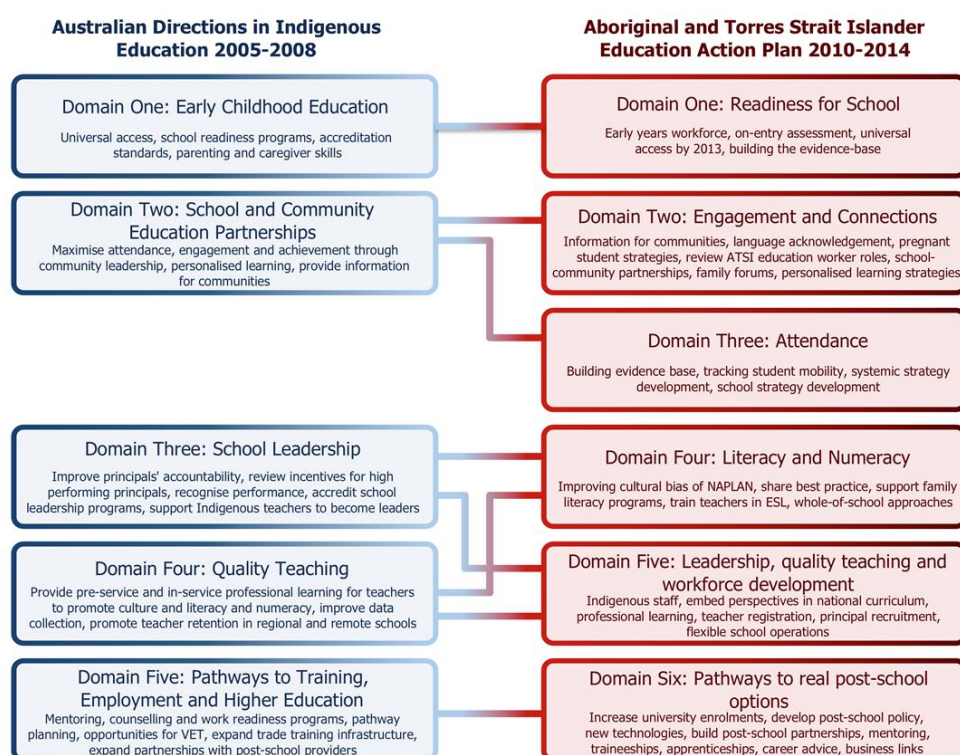 Australian Directions in Indigenous
Education 2005-2008
Aboriginal and Torres Strait Islander
Education Action Plan 2010-2014
Domain One: Early Childhood Education
Universal access, school readiness programs, accreditation
standards, parenting and caregiver skills
Domain One: Readiness for School
Early years workforce, on-entry assessment, universal
access by 2013, building the evidence-base
Domain Two: School and Community
Education Partnerships
Maximise attendance, engagement and achievement through
community leadership, personalised learning, provide information
for communities
Domain Two: Engagement and Connections
Information for communities, language acknowledgement, pregnant
student strategies, review ATSI education worker roles, school-
community partnerships, family forums, personalised learning strategies
Domain Three: Attendance
Building evidence base, tracking student mobility, systemic strategy
development, school strategy development
Domain Three: School Leadership
Improve principals' accountability, review incentives for high
performing principals, recognise performance, accredit school
leadership programs, support Indigenous teachers to become leaders
Domain Four: Literacy and Numeracy
Improving cultural bias of NAPLAN, share best practice, support family
literacy programs, train teachers in ESL, whole-of-school approaches
Domain Four: Quality Teaching
Provide pre-service and in-service professional learning for teachers
to promote culture and literacy and numeracy, improve data
collection, promote teacher retention in regional and remote schools
Domain Five: Leadership, quality teaching and
workforce development
Indigenous staff, embed perspectives in national curriculum,
professional learning, teacher registration, principal recruitment,
flexible school operations
Domain Five: Pathways to Training,
Employment and Higher Education
Mentoring, counselling and work readiness programs, pathway
planning, opportunities for VET, expand trade training infrastructure,
expand partnerships with post-school providers
Domain Six: Pathways to real post-school
options
Increase university enrolments, develop post-school policy,
new technologies, build post-school partnerships, mentoring,
traineeships, apprenticeships, career advice, business links